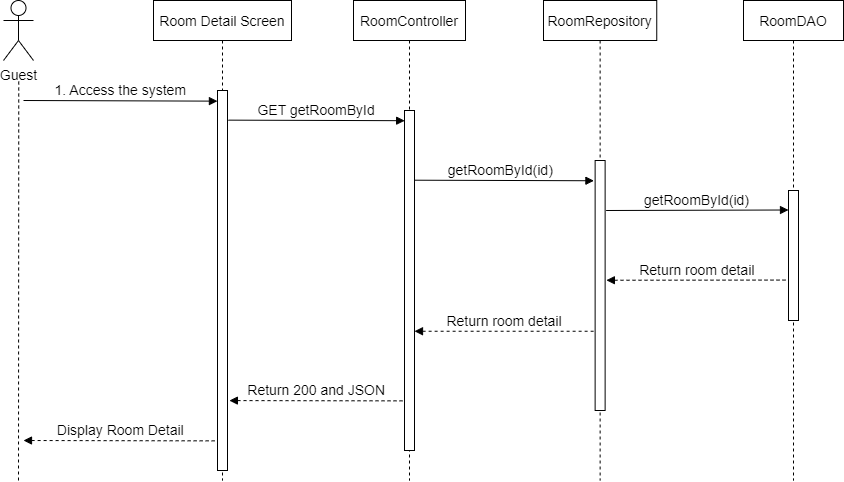 Room Detail Screen
RoomController
RoomRepository
RoomDAO
Guest
1. Access the system
GET getRoomById
getRoomById(id)
getRoomById(id)
Return room detail
Return room detail
Return 200 and JSON
Display Room Detail